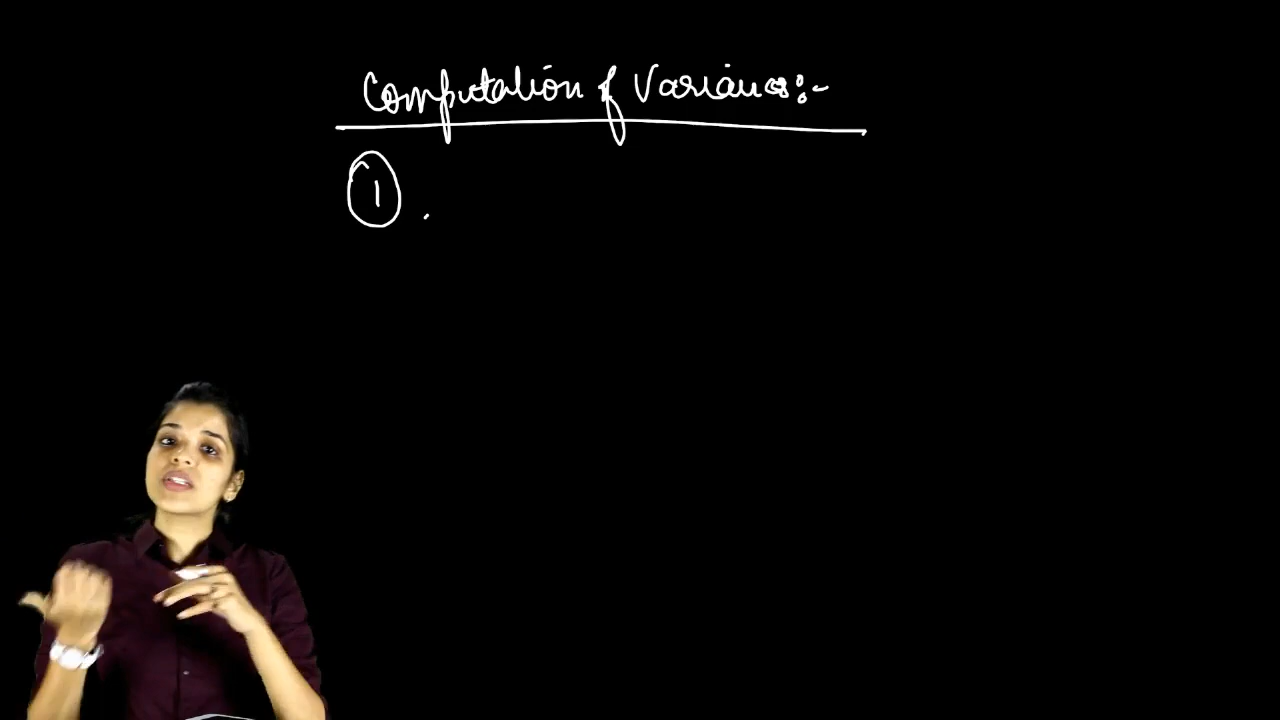 Computation of Variance:-
① .